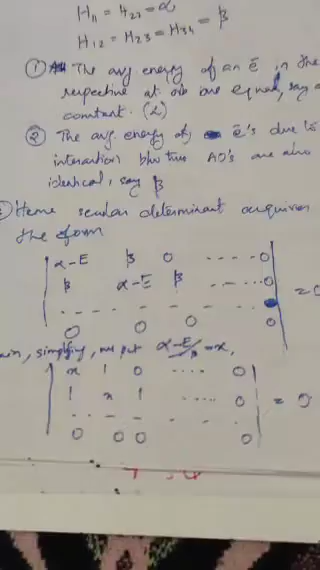 H11 = H22 = α
H12 = H23 = H34 = β
① The avg energy of an ē in the
respective at orb are equal, say a
constant. (α)
② The avg. energy of ē's due to
interaction b/w two AO's are also
identical, say β
Hence secular determinant acquires
the form
α-E β 0 ..... 0
β α-E β ..... 0 = 0
- - - - - - - -
0 0 0 0
simplifying, put α-E/β = x,
x 1 0 ..... 0
1 x 1 ..... 0 = 0
- - - - - - - -
0 0 0 0